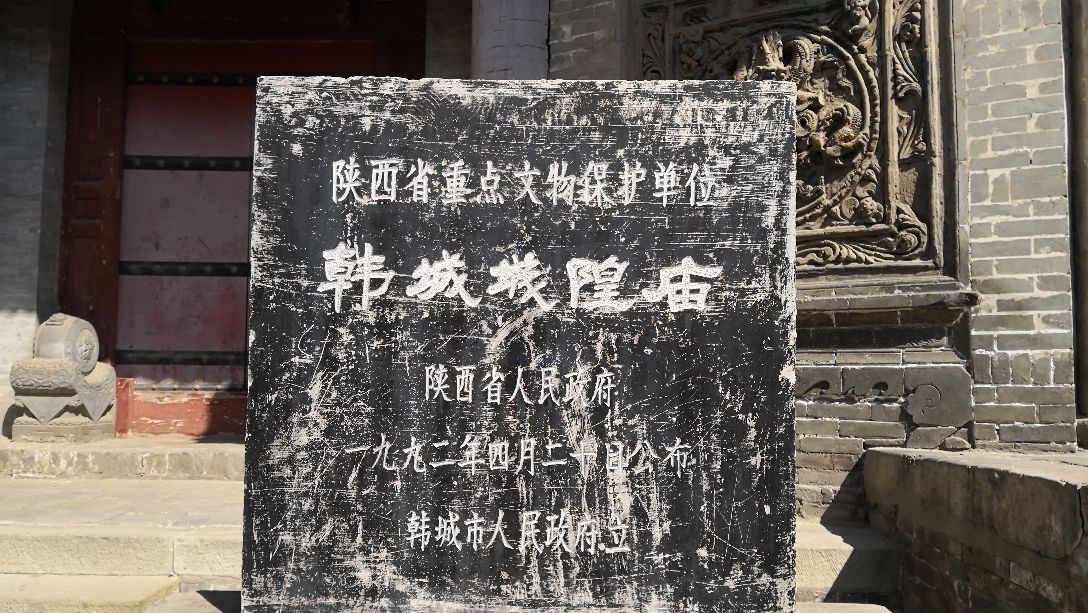 陕西省重点文物保护单位
韩城城隍庙
陕西省人民政府
一九九二年四月二十日公布
韩城市人民政府立